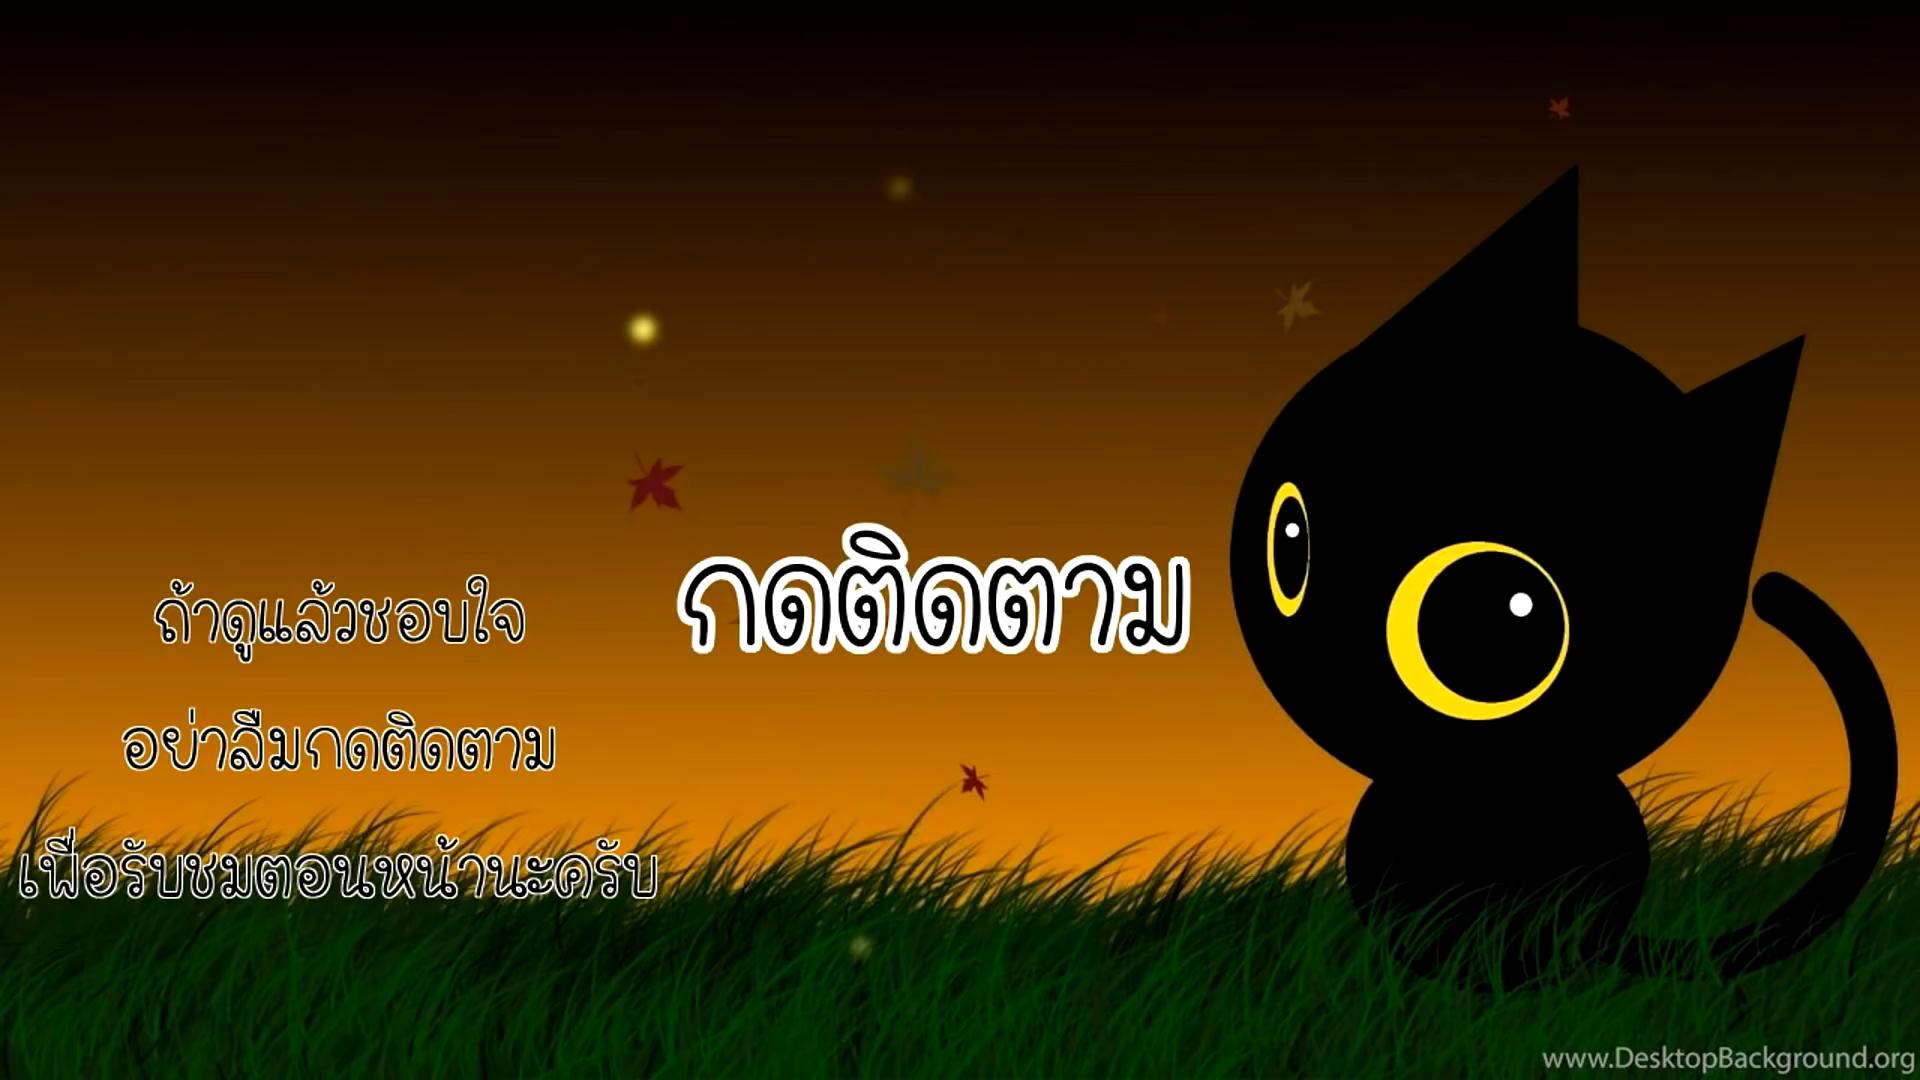 กดติดตาม
ถ้าดูแล้วชอบใจ
อย่าลืมกดติดตาม
เพื่อรับชมตอนหน้านะครับ
www.DesktopBackground.org